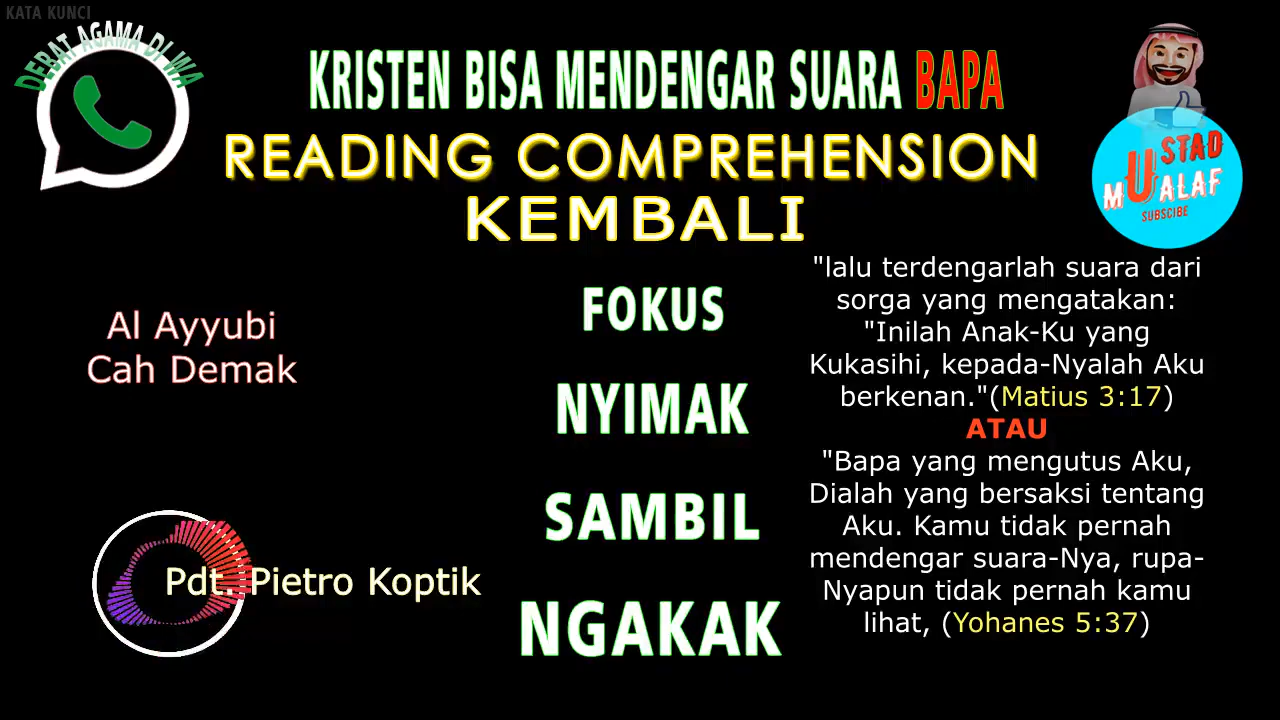 KATA KUNCI
DEBAT AGAMA DI WA
KRISTEN BISA MENDENGAR SUARA BAPA
READING COMPREHENSION
KEMBALI
USTAD
MUALAF
SUBSCIBE
Al Ayyubi
Cah Demak
Pdt. Pietro Koptik
FOKUS
NYIMAK
SAMBIL
NGAKAK
"lalu terdengarlah suara dari
sorga yang mengatakan:
"Inilah Anak-Ku yang
Kukasihi, kepada-Nyalah Aku
berkenan."(Matius 3:17)
ATAU
"Bapa yang mengutus Aku,
Dialah yang bersaksi tentang
Aku. Kamu tidak pernah
mendengar suara-Nya, rupa-
Nyapun tidak pernah kamu
lihat, (Yohanes 5:37)